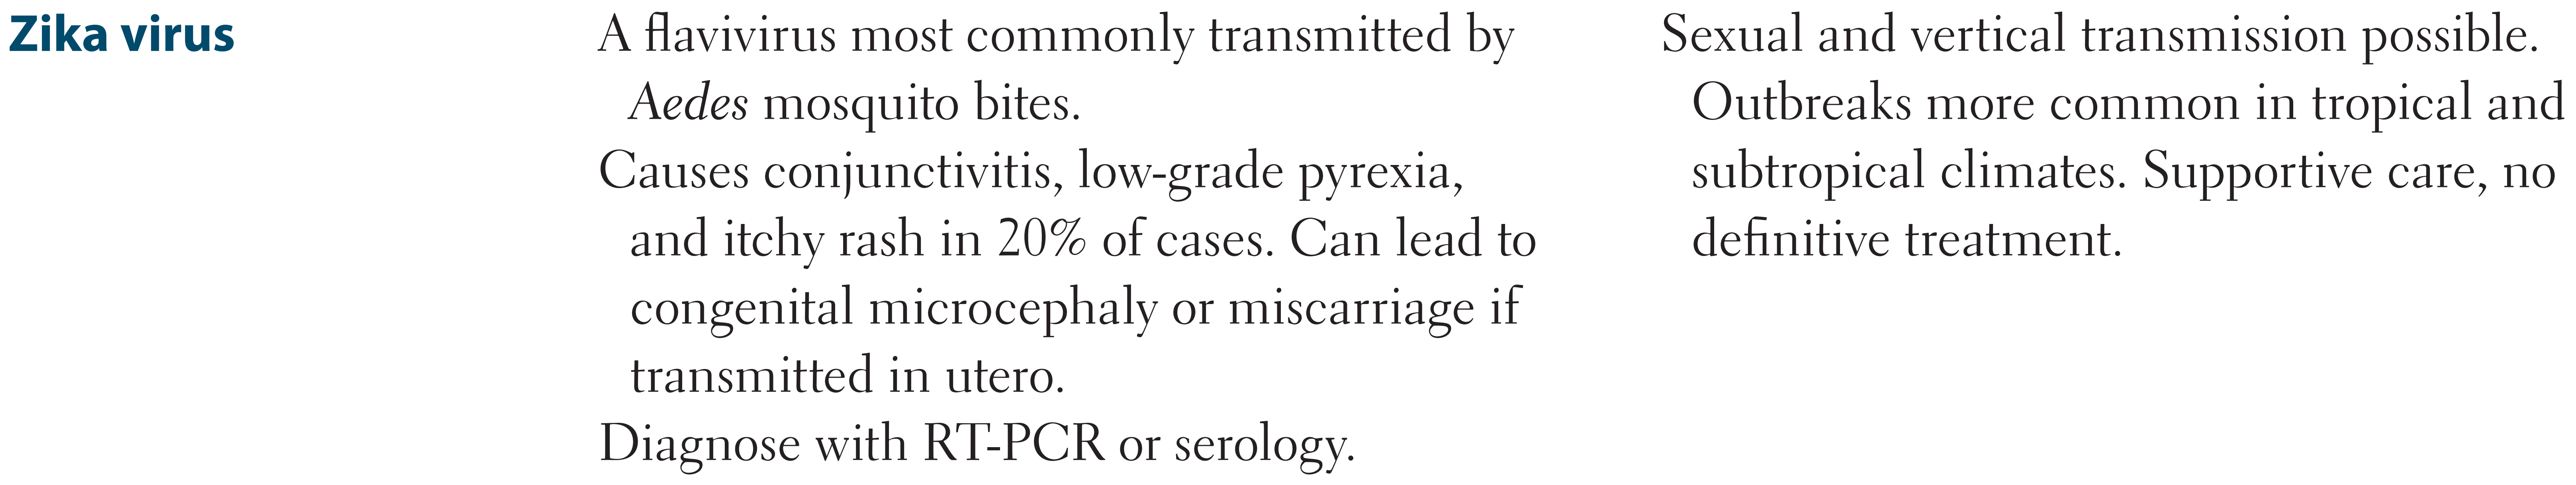 Zika virus
A flavivirus most commonly transmitted by
Aedes mosquito bites.
Causes conjunctivitis, low-grade pyrexia,
and itchy rash in 20% of cases. Can lead to
congenital microcephaly or miscarriage if
transmitted in utero.
Diagnose with RT-PCR or serology.
Sexual and vertical transmission possible.
Outbreaks more common in tropical and
subtropical climates. Supportive care, no
definitive treatment.